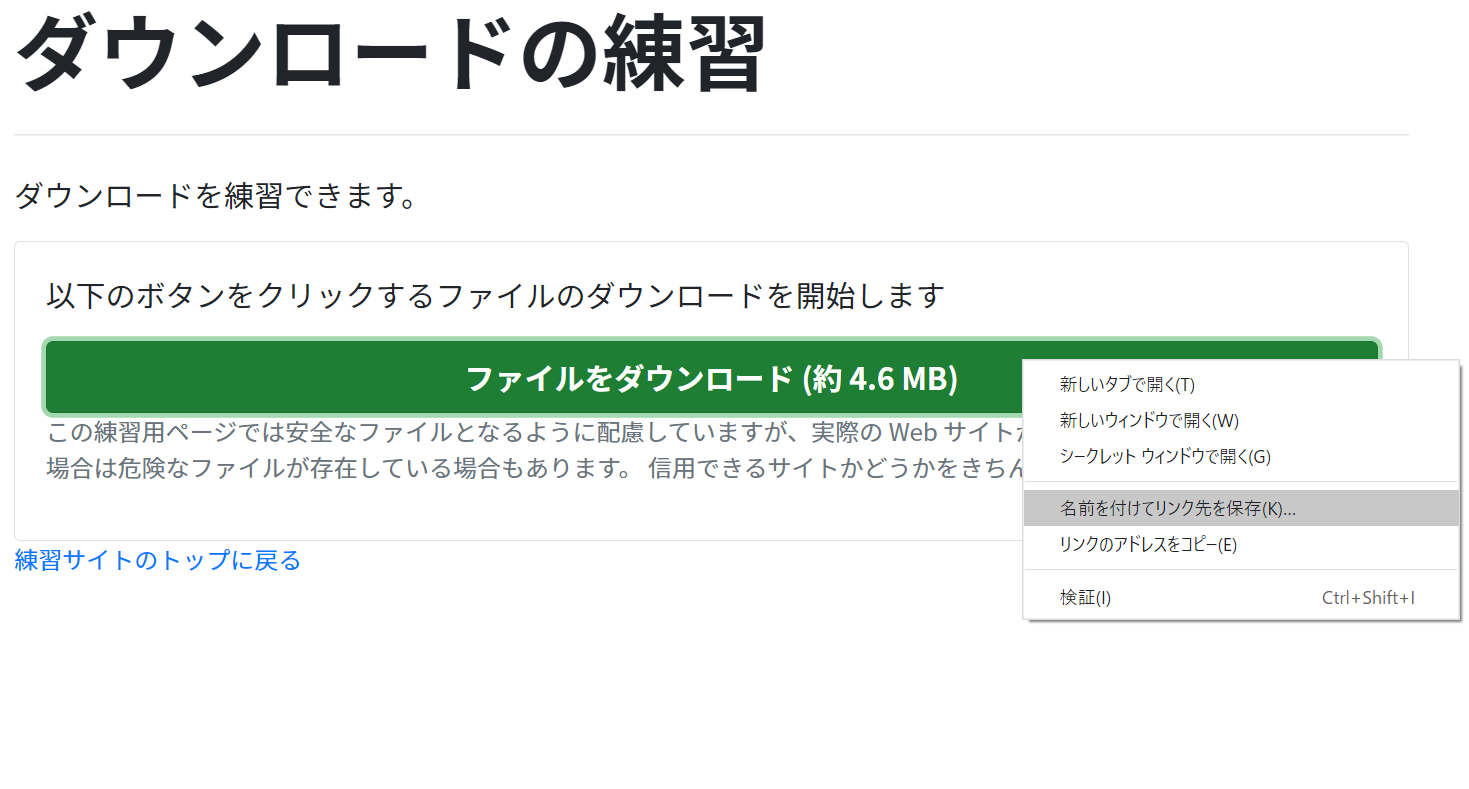 ダウンロードの練習
ダウンロードを練習できます。
以下のボタンをクリックするファイルのダウンロードを開始します
ファイルをダウンロード (約 4.6 MB)
この練習用ページでは安全なファイルとなるように配慮していますが、実際の Web サイト
場合は危険なファイルが存在している場合もあります。 信用できるサイトかどうかをきちん
練習サイトのトップに戻る
新しいタブで開く(T)
新しいウィンドウで開く(W)
シークレット ウィンドウで開く(G)
名前を付けてリンク先を保存(K)...
リンクのアドレスをコピー(E)
検証(I) Ctrl+Shift+I